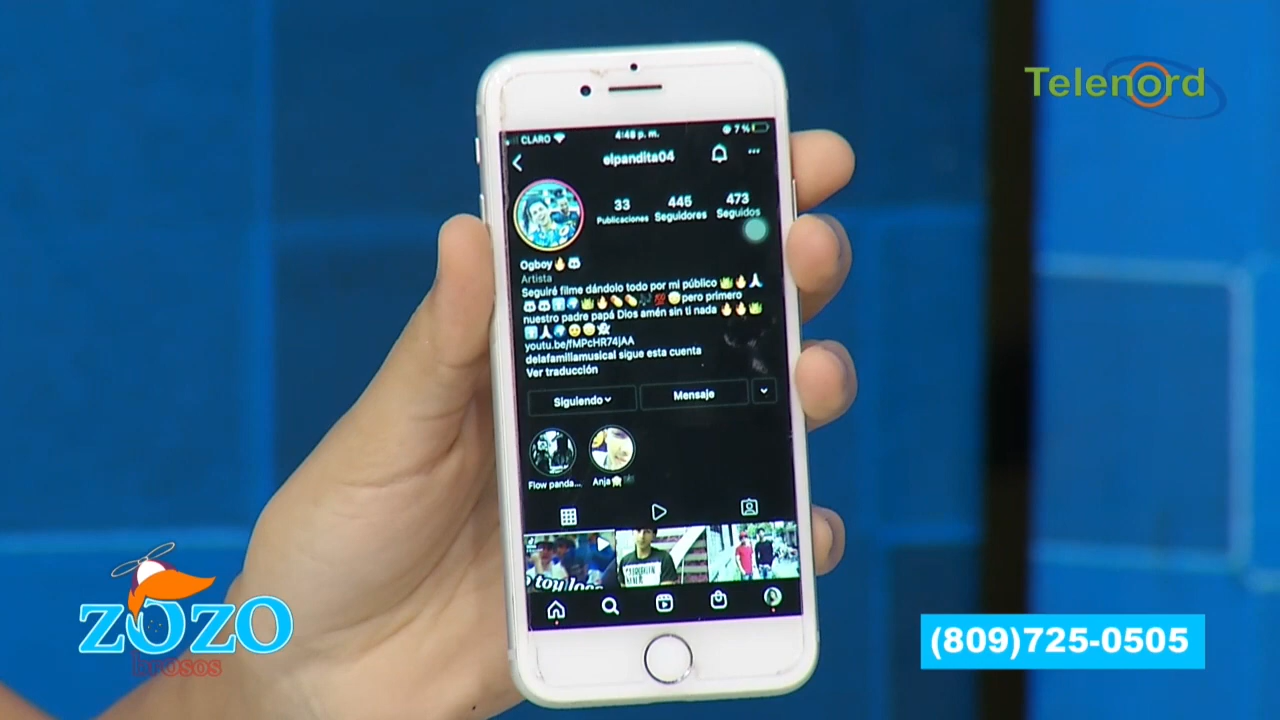 Telenord
CLARO 4:48 p. m. 7 %
elpandita04
33 445 473
Publicaciones Seguidores Seguidos
Ogboy
Artista
Seguiré filme dándolo todo por mi público
pero primero
nuestro padre papá Dios amén sin ti nada
youtu.be/fMPcHR74jAA
delafamiliamusical sigue esta cuenta
Ver traducción
Siguiendo Mensaje
Flow panda... Anja
toy
ZOZO
brosos
(809)725-0505